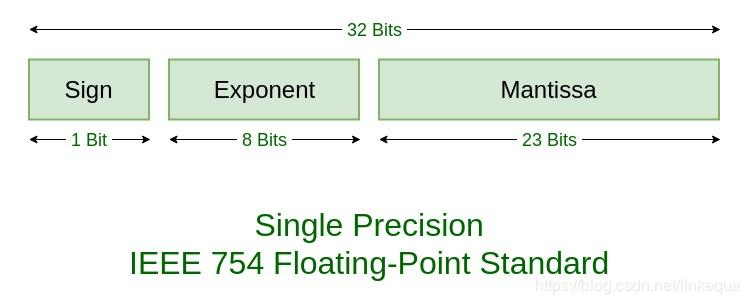 32 Bits
Sign Exponent Mantissa
1 Bit 8 Bits 23 Bits
Single Precision
IEEE 754 Floating-Point Standard
https://blog.csdn.net/linkequa